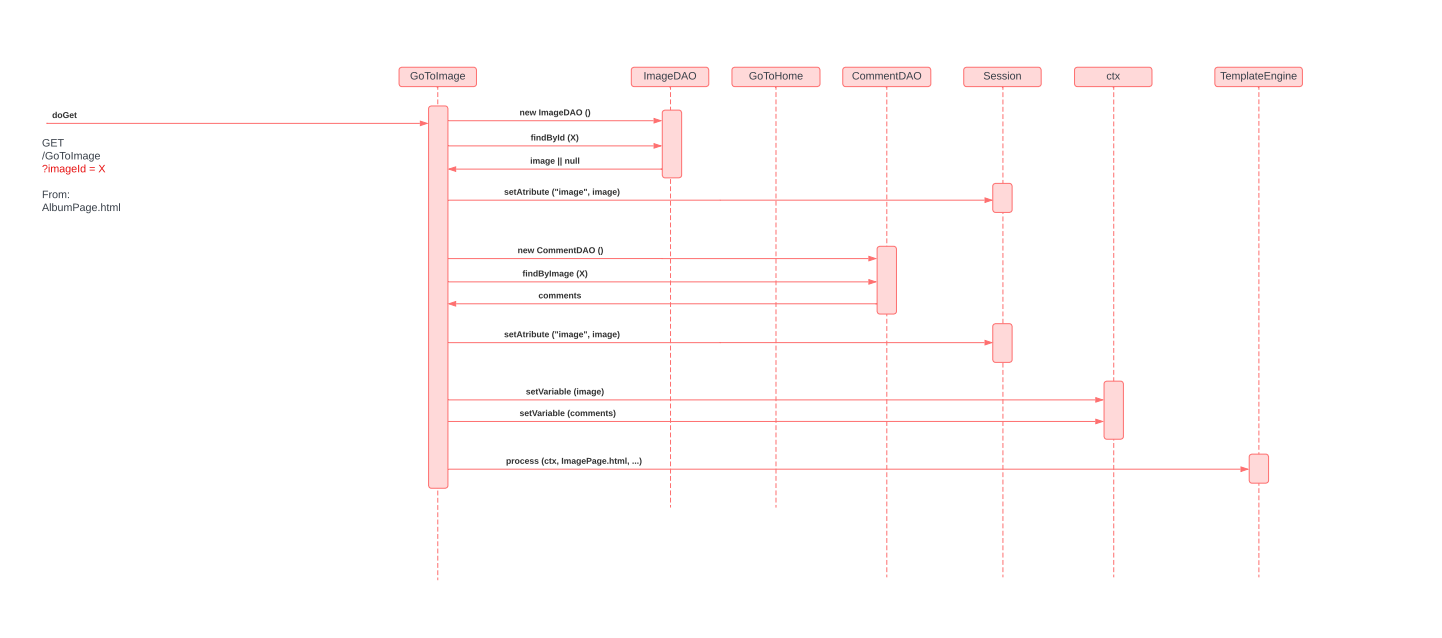 GoToImage
ImageDAO
GoToHome
CommentDAO
Session
ctx
TemplateEngine
doGet
GET
/GoToImage
?imageId = X
From:
AlbumPage.html
new ImageDAO ()
findById (X)
image || null
setAtribute ("image", image)
new CommentDAO ()
findByImage (X)
comments
setAtribute ("image", image)
setVariable (image)
setVariable (comments)
process (ctx, ImagePage.html, ...)